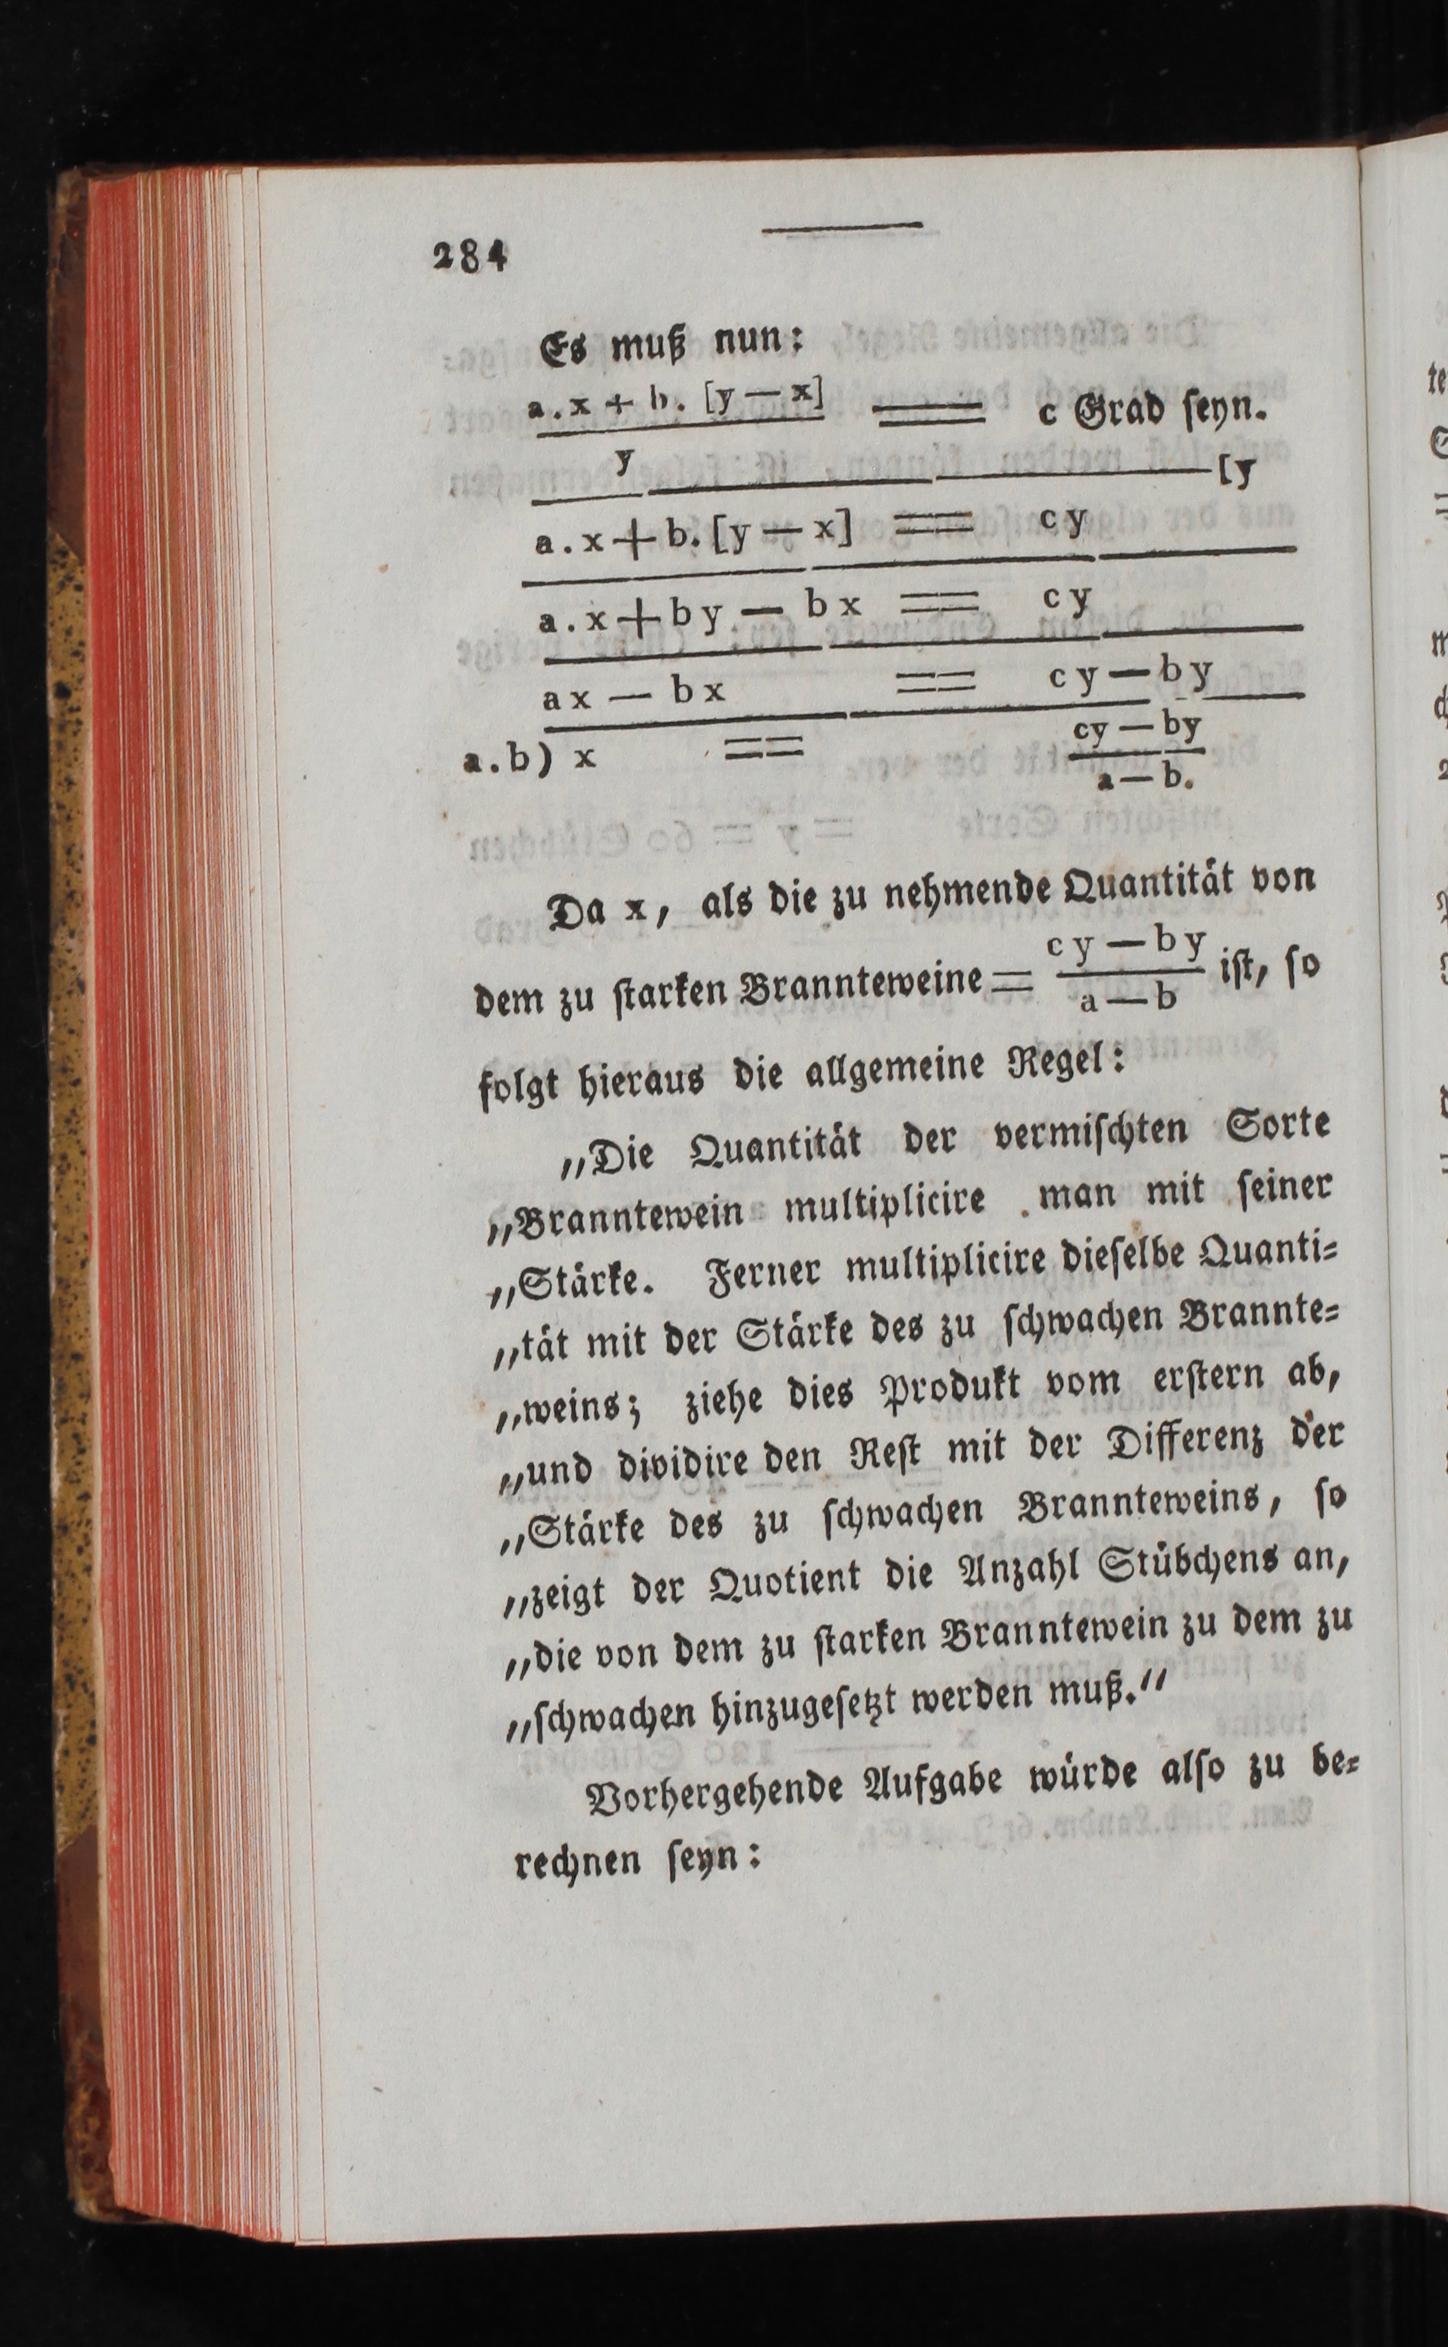 284
Es muß nun:
a.x + b. [y — x] == c Grad ſeyn.
y
[y
a.x + b. [y — x] == cy
a.x + by — bx == cy
ax — bx == cy — by
a.b) x == cy — by
a — b.
Da x, als die zu nehmende Quantität von
dem zu ſtarken Brannteweine = cy — by / a — b iſt, ſo
folgt hieraus die allgemeine Regel:
„Die Quantität der vermiſchten Sorte
„Branntewein multiplicire man mit ſeiner
„Stärke. Ferner multiplicire dieſelbe Quanti⸗
„tät mit der Stärke des zu ſchwachen Brannte⸗
„weins; ziehe dies Produkt vom erſtern ab,
„und dividire den Reſt mit der Differenz der
„Stärke des zu ſchwachen Brannteweins, ſo
„zeigt der Quotient die Anzahl Stübchens an,
„die von dem zu ſtarken Branntewein zu dem zu
„ſchwachen hinzugeſetzt werden muß.“
Vorhergehende Aufgabe würde alſo zu be⸗
rechnen ſeyn: